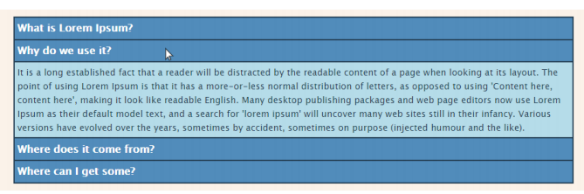 What is Lorem Ipsum?
Why do we use it?
It is a long established fact that a reader will be distracted by the readable content of a page when looking at its layout. The
point of using Lorem Ipsum is that it has a more-or-less normal distribution of letters, as opposed to using 'Content here,
content here', making it look like readable English. Many desktop publishing packages and web page editors now use Lorem
Ipsum as their default model text, and a search for 'lorem ipsum' will uncover many web sites still in their infancy. Various
versions have evolved over the years, sometimes by accident, sometimes on purpose (injected humour and the like).
Where does it come from?
Where can I get some?